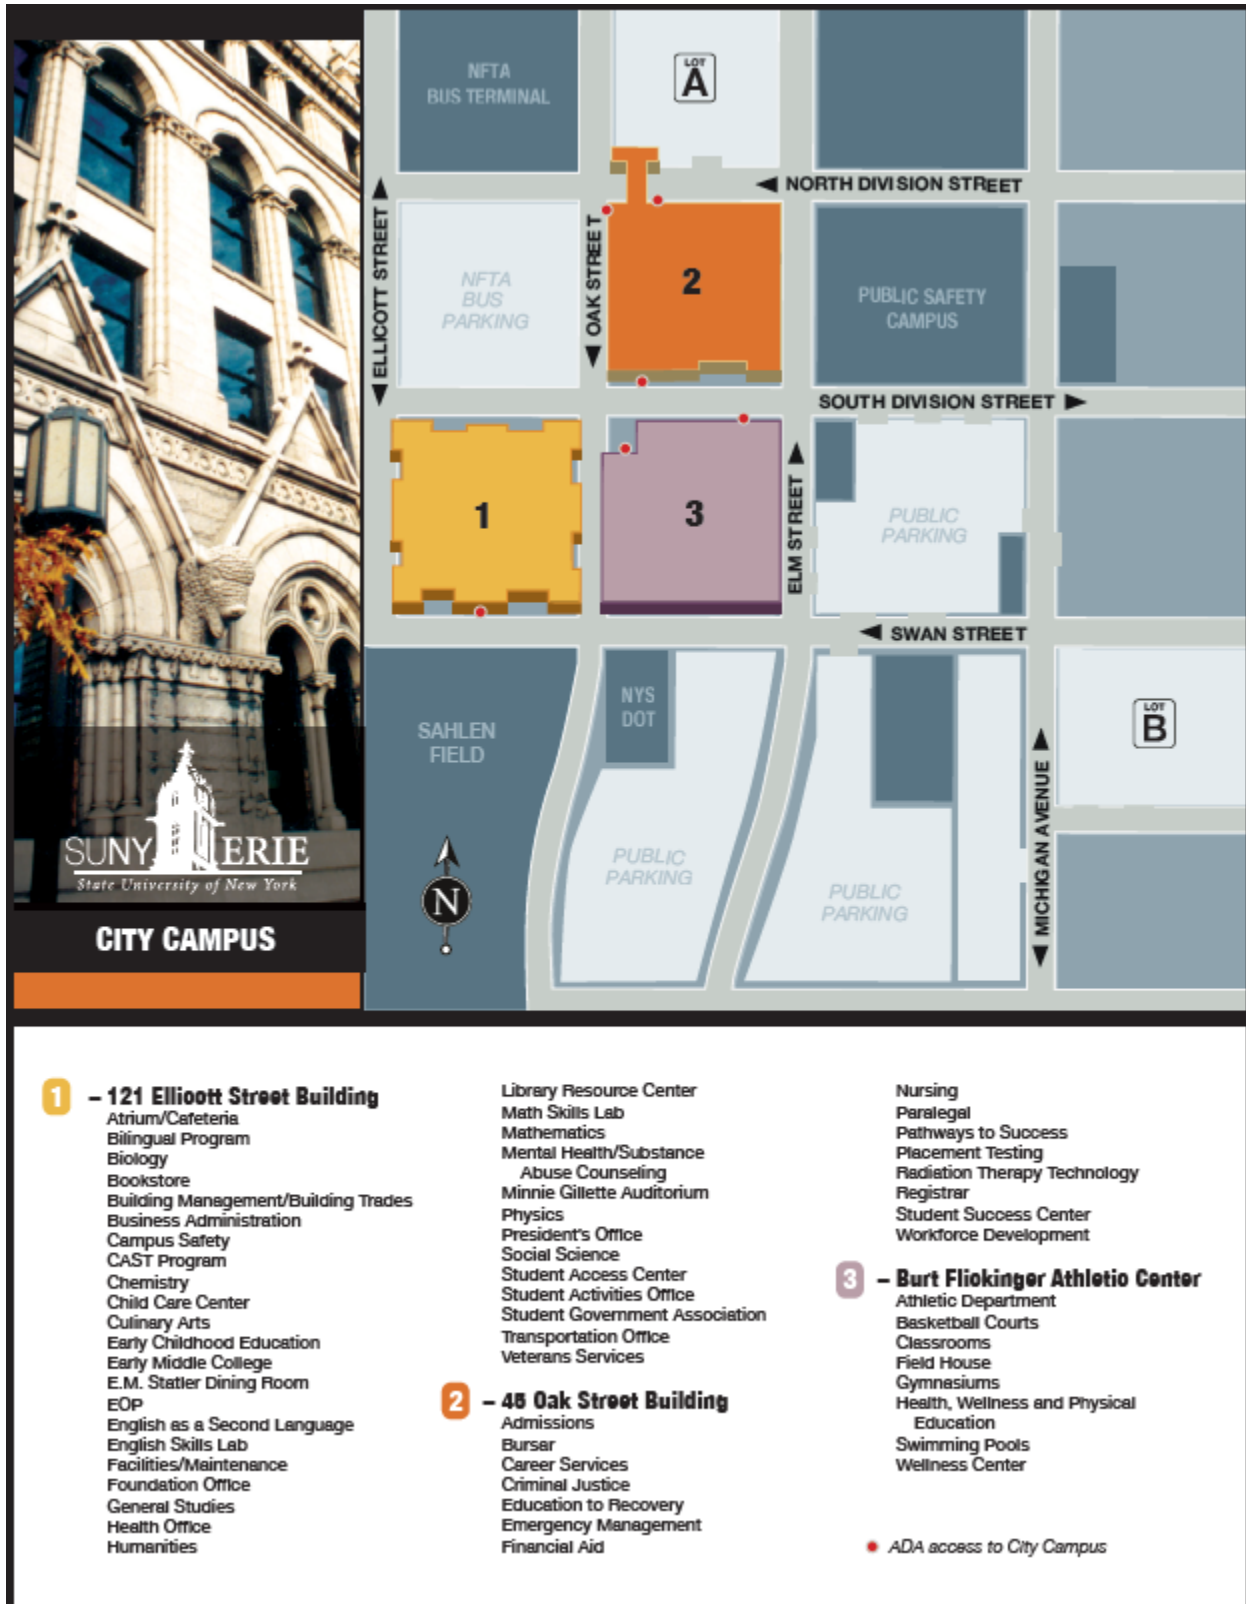 NFTA
BUS TERMINAL
LOT
A
NORTH DIVISION STREET
ELLICOTT STREET
NFTA
BUS
PARKING
OAK STREET
2
PUBLIC SAFETY
CAMPUS
SOUTH DIVISION STREET
1
3
ELM STREET
PUBLIC
PARKING
SWAN STREET
SAHLEN
FIELD
NYS
DOT
LOT
B
MICHIGAN AVENUE
PUBLIC
PARKING
PUBLIC
PARKING
N
SUNY ERIE
State University of New York
CITY CAMPUS
1 – 121 Ellicott Street Building
Atrium/Cafeteria
Bilingual Program
Biology
Bookstore
Building Management/Building Trades
Business Administration
Campus Safety
CAST Program
Chemistry
Child Care Center
Culinary Arts
Early Childhood Education
Early Middle College
E.M. Statler Dining Room
EOP
English as a Second Language
English Skills Lab
Facilities/Maintenance
Foundation Office
General Studies
Health Office
Humanities
Library Resource Center
Math Skills Lab
Mathematics
Mental Health/Substance
Abuse Counseling
Minnie Gillette Auditorium
Physics
President's Office
Social Science
Student Access Center
Student Activities Office
Student Government Association
Transportation Office
Veterans Services
2 – 45 Oak Street Building
Admissions
Bursar
Career Services
Criminal Justice
Education to Recovery
Emergency Management
Financial Aid
Nursing
Paralegal
Pathways to Success
Placement Testing
Radiation Therapy Technology
Registrar
Student Success Center
Workforce Development
3 – Burt Flickinger Athletic Center
Athletic Department
Basketball Courts
Classrooms
Field House
Gymnasiums
Health, Wellness and Physical
Education
Swimming Pools
Wellness Center
ADA access to City Campus